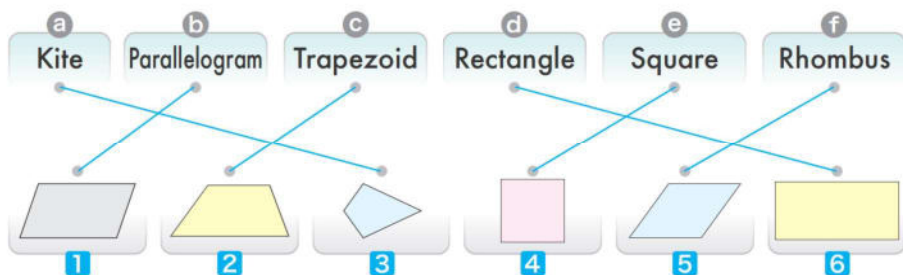 a b c d e f
Kite Parallelogram Trapezoid Rectangle Square Rhombus
1 2 3 4 5 6